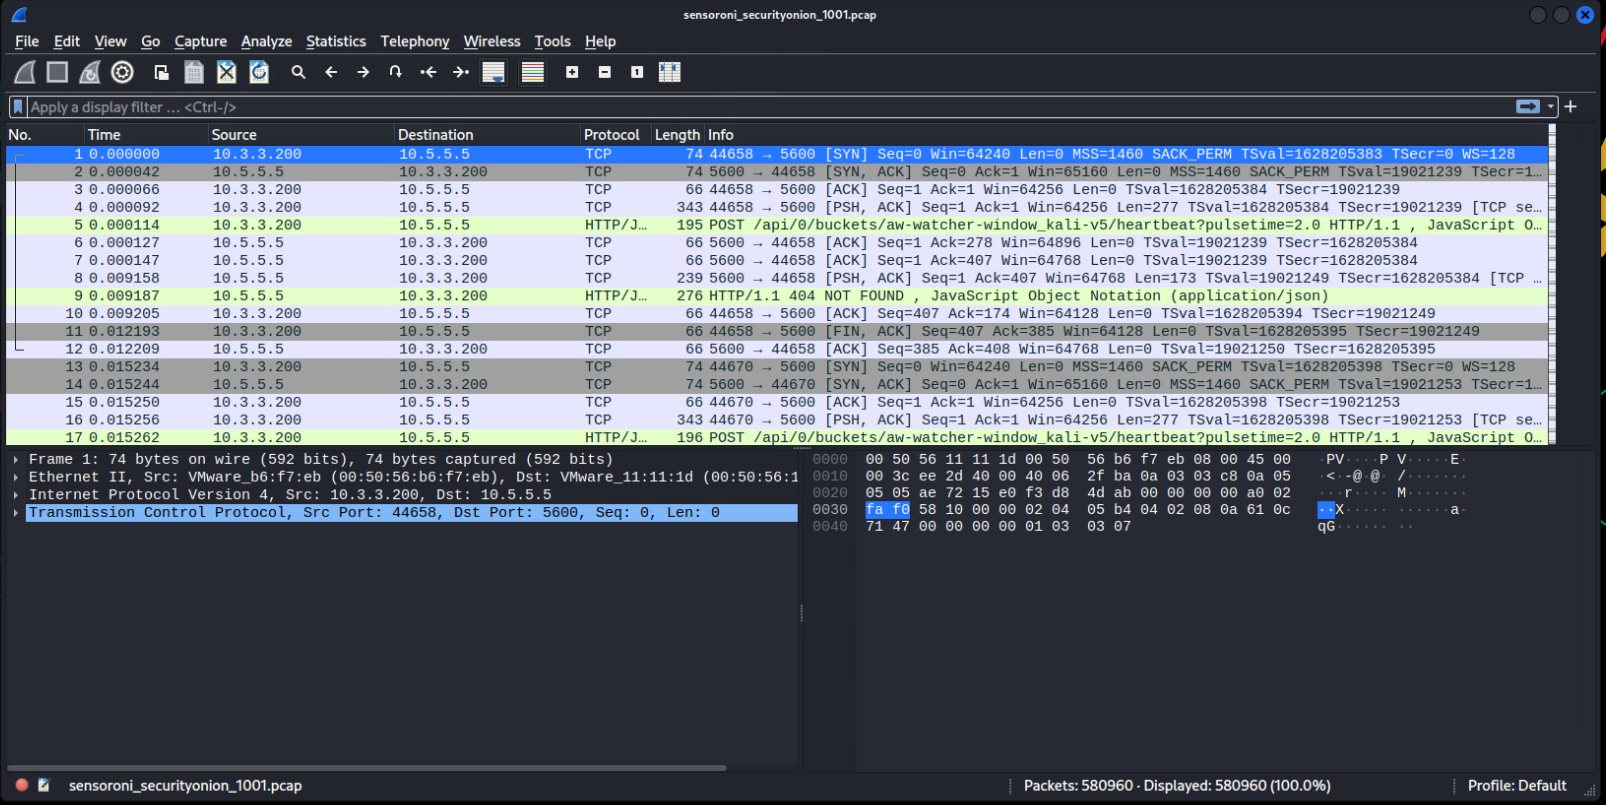 sensoroni_securityonion_1001.pcap
File Edit View Go Capture Analyze Statistics Telephony Wireless Tools Help
Apply a display filter … <Ctrl-/>
No. Time Source Destination Protocol Length Info
1 0.000000 10.3.3.200 10.5.5.5 TCP 74 44658 → 5600 [SYN] Seq=0 Win=64240 Len=0 MSS=1460 SACK_PERM TSval=1628205383 TSecr=0 WS=128
2 0.000042 10.5.5.5 10.3.3.200 TCP 74 5600 → 44658 [SYN, ACK] Seq=0 Ack=1 Win=65160 Len=0 MSS=1460 SACK_PERM TSval=19021239 TSecr=1…
3 0.000066 10.3.3.200 10.5.5.5 TCP 66 44658 → 5600 [ACK] Seq=1 Ack=1 Win=64256 Len=0 TSval=1628205384 TSecr=19021239
4 0.000092 10.3.3.200 10.5.5.5 TCP 343 44658 → 5600 [PSH, ACK] Seq=1 Ack=1 Win=64256 Len=277 TSval=1628205384 TSecr=19021239 [TCP se…
5 0.000114 10.3.3.200 10.5.5.5 HTTP/J… 195 POST /api/0/buckets/aw-watcher-window_kali-v5/heartbeat?pulsetime=2.0 HTTP/1.1 , JavaScript O…
6 0.000127 10.5.5.5 10.3.3.200 TCP 66 5600 → 44658 [ACK] Seq=1 Ack=278 Win=64896 Len=0 TSval=19021239 TSecr=1628205384
7 0.000147 10.5.5.5 10.3.3.200 TCP 66 5600 → 44658 [ACK] Seq=1 Ack=407 Win=64768 Len=0 TSval=19021239 TSecr=1628205384
8 0.009158 10.5.5.5 10.3.3.200 TCP 239 5600 → 44658 [PSH, ACK] Seq=1 Ack=407 Win=64768 Len=173 TSval=19021249 TSecr=1628205384 [TCP …
9 0.009187 10.5.5.5 10.3.3.200 HTTP/J… 276 HTTP/1.1 404 NOT FOUND , JavaScript Object Notation (application/json)
10 0.009205 10.3.3.200 10.5.5.5 TCP 66 44658 → 5600 [ACK] Seq=407 Ack=174 Win=64128 Len=0 TSval=1628205394 TSecr=19021249
11 0.012193 10.3.3.200 10.5.5.5 TCP 66 44658 → 5600 [FIN, ACK] Seq=407 Ack=385 Win=64128 Len=0 TSval=1628205395 TSecr=19021249
12 0.012209 10.5.5.5 10.3.3.200 TCP 66 5600 → 44658 [ACK] Seq=385 Ack=408 Win=64768 Len=0 TSval=19021250 TSecr=1628205395
13 0.015234 10.3.3.200 10.5.5.5 TCP 74 44670 → 5600 [SYN] Seq=0 Win=64240 Len=0 MSS=1460 SACK_PERM TSval=1628205398 TSecr=0 WS=128
14 0.015244 10.5.5.5 10.3.3.200 TCP 74 5600 → 44670 [SYN, ACK] Seq=0 Ack=1 Win=65160 Len=0 MSS=1460 SACK_PERM TSval=19021253 TSecr=1…
15 0.015250 10.3.3.200 10.5.5.5 TCP 66 44670 → 5600 [ACK] Seq=1 Ack=1 Win=64256 Len=0 TSval=1628205398 TSecr=19021253
16 0.015256 10.3.3.200 10.5.5.5 TCP 343 44670 → 5600 [PSH, ACK] Seq=1 Ack=1 Win=64256 Len=277 TSval=1628205398 TSecr=19021253 [TCP se…
17 0.015262 10.3.3.200 10.5.5.5 HTTP/J… 196 POST /api/0/buckets/aw-watcher-window_kali-v5/heartbeat?pulsetime=2.0 HTTP/1.1 , JavaScript O…
Frame 1: 74 bytes on wire (592 bits), 74 bytes captured (592 bits)
Ethernet II, Src: VMware_b6:f7:eb (00:50:56:b6:f7:eb), Dst: VMware_11:11:1d (00:50:56:1
Internet Protocol Version 4, Src: 10.3.3.200, Dst: 10.5.5.5
Transmission Control Protocol, Src Port: 44658, Dst Port: 5600, Seq: 0, Len: 0
0000 00 50 56 11 11 1d 00 50 56 b6 f7 eb 08 00 45 00 ·PV····P V·····E·
0010 00 3c ee 2d 40 00 40 06 2f ba 0a 03 03 c8 0a 05 ·<·-@·@· /·······
0020 05 05 ae 72 15 e0 f3 d8 4d ab 00 00 00 00 a0 02 ···r···· M·······
0030 fa f0 58 10 00 00 02 04 05 b4 04 02 08 0a 61 0c ··X····· ······a·
0040 71 47 00 00 00 00 01 03 03 07 qG······ ··
sensoroni_securityonion_1001.pcap
Packets: 580960 · Displayed: 580960 (100.0%)
Profile: Default